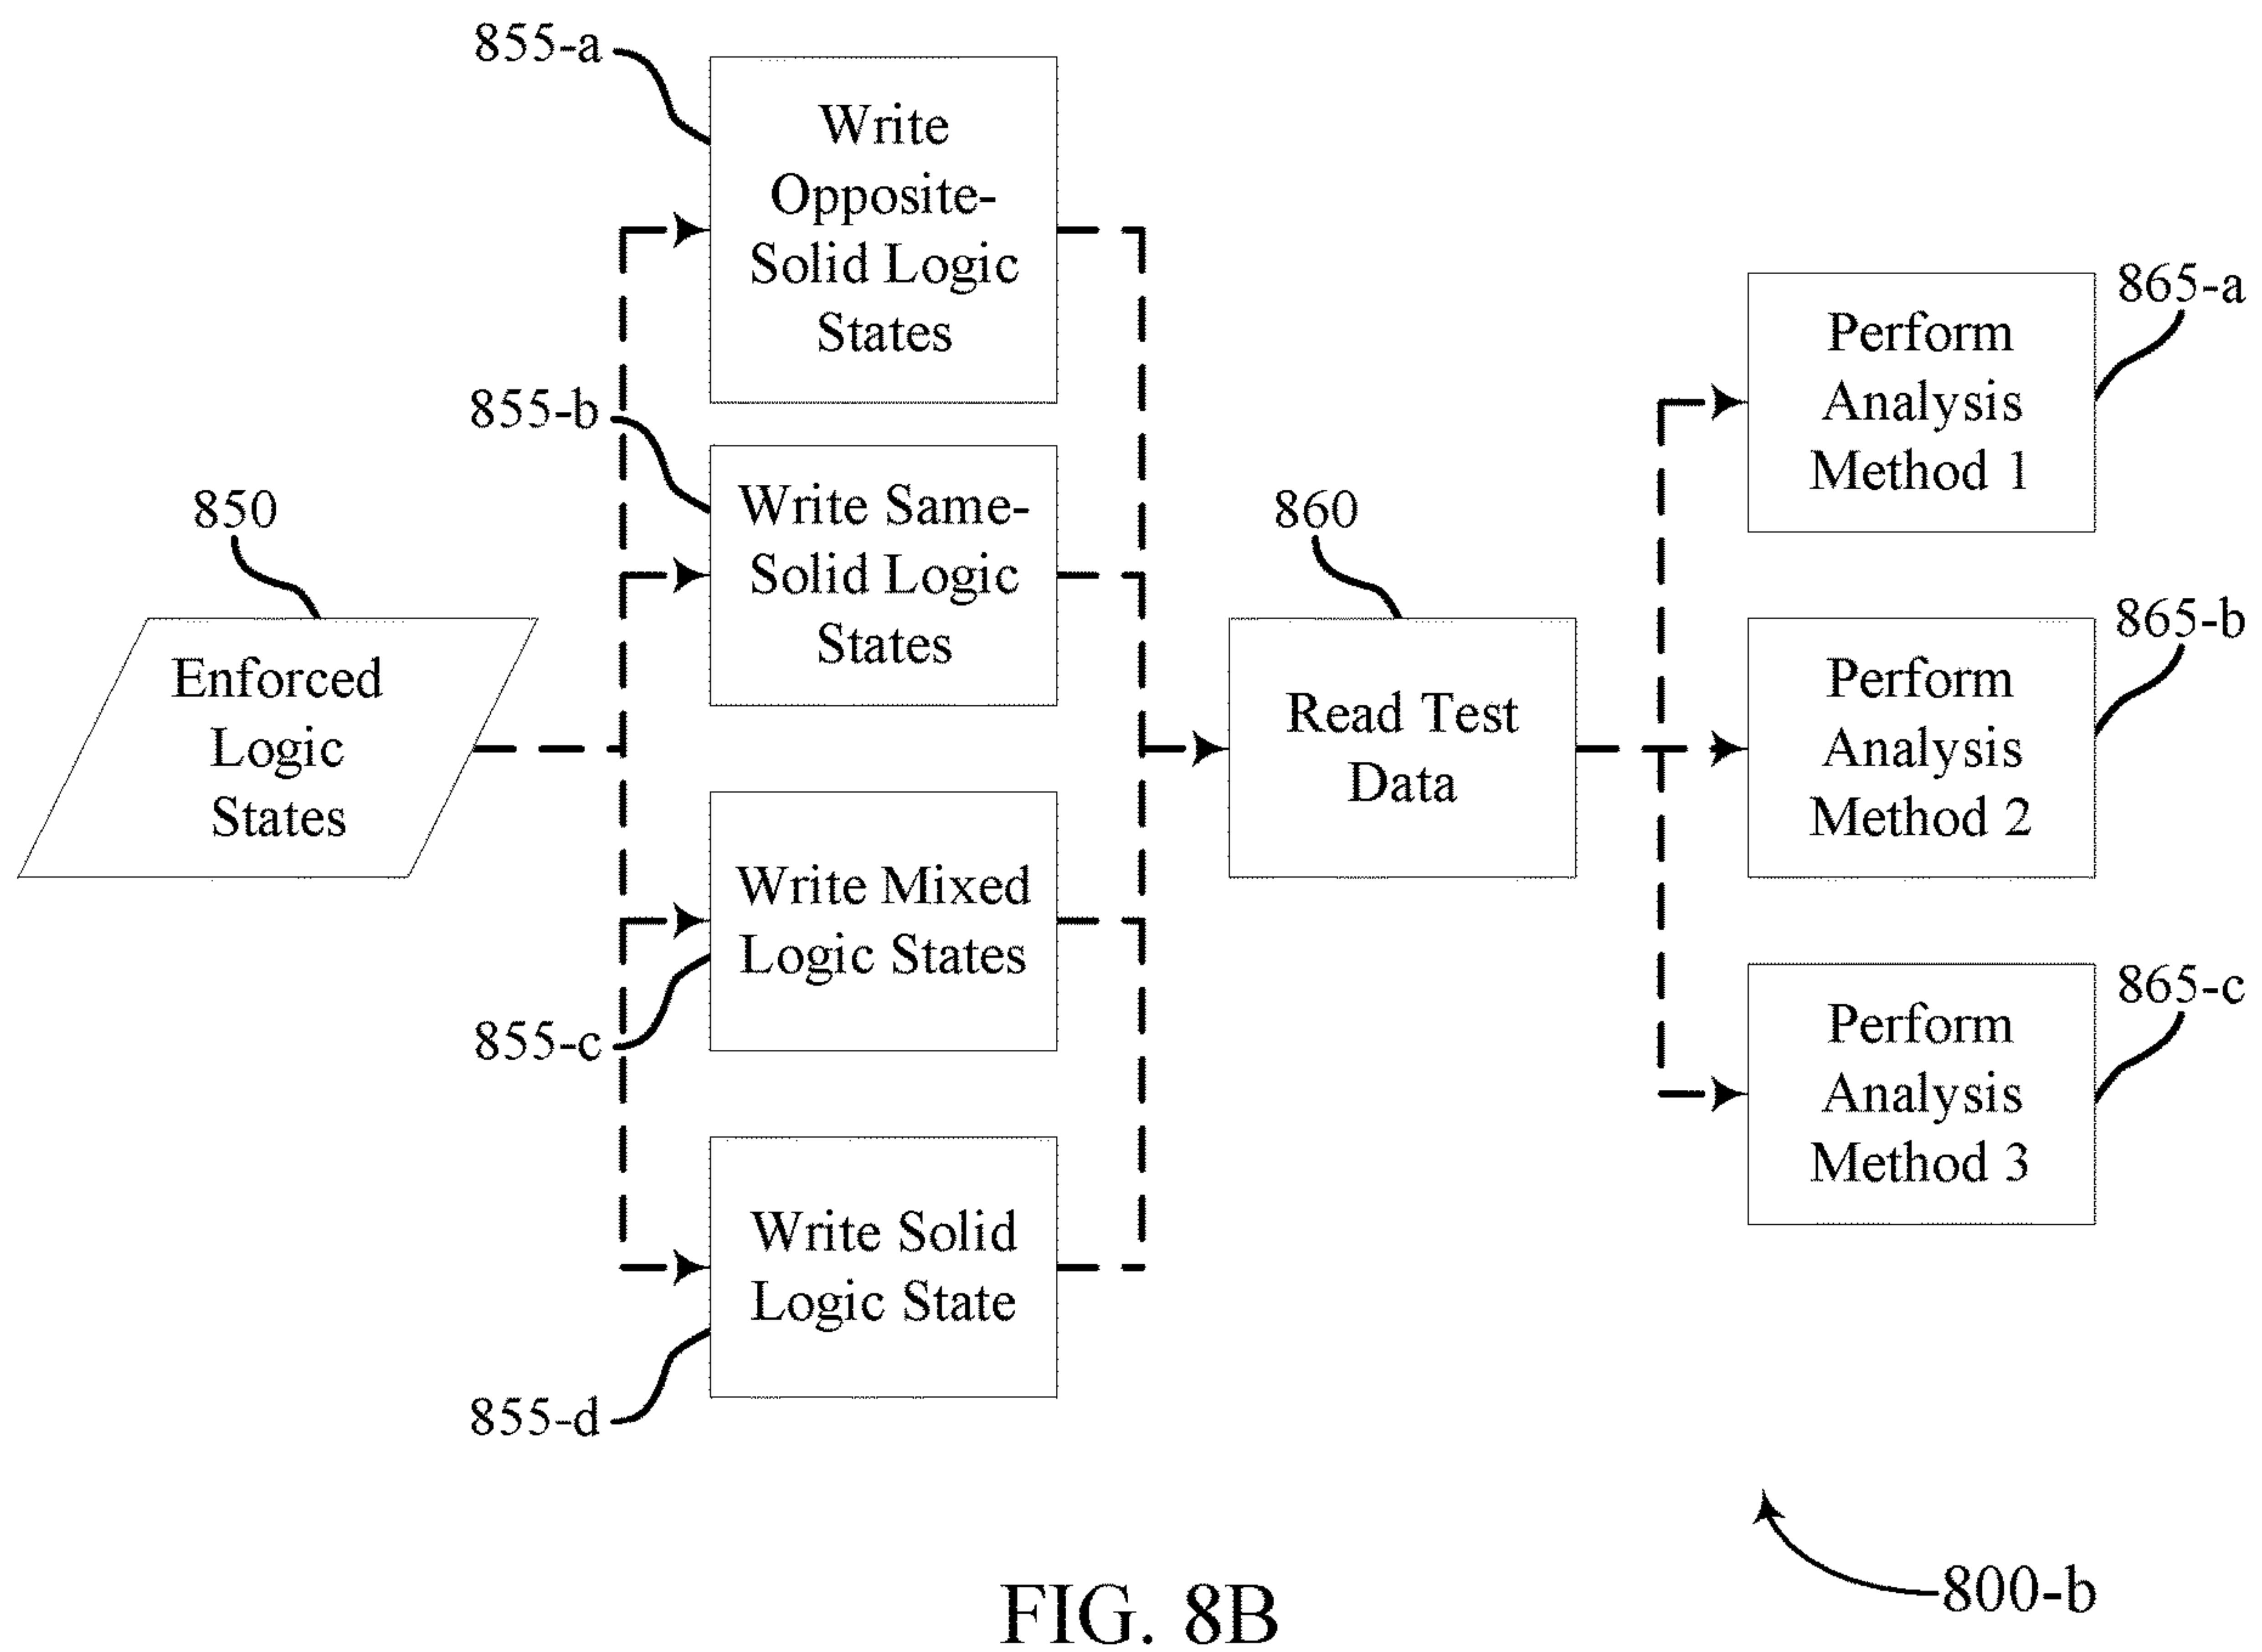 855-a
Write
Opposite-
Solid Logic
States
855-b
Write Same-
Solid Logic
States
850
Enforced
Logic
States
Write Mixed
Logic States
855-c
Write Solid
Logic State
855-d
860
Read Test
Data
865-a
Perform
Analysis
Method 1
865-b
Perform
Analysis
Method 2
865-c
Perform
Analysis
Method 3
800-b
FIG. 8B